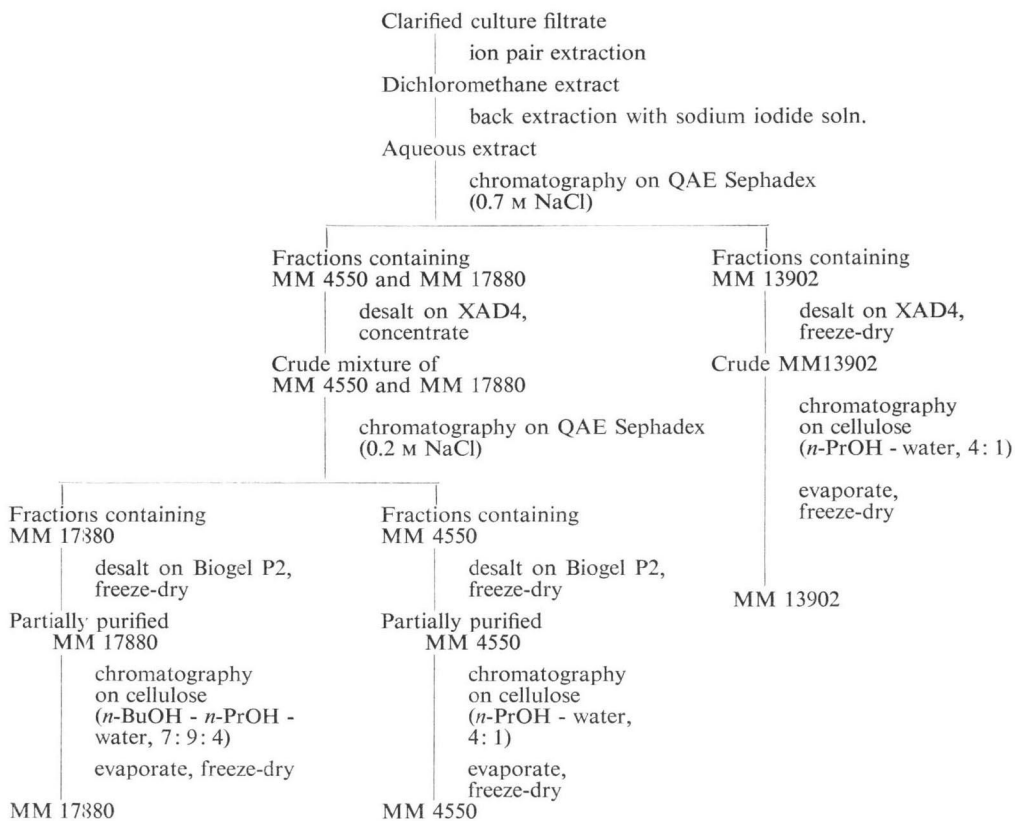 Clarified culture filtrate
ion pair extraction
Dichloromethane extract
back extraction with sodium iodide soln.
Aqueous extract
chromatography on QAE Sephadex
(0.7 M NaCl)
Fractions containing
MM 4550 and MM 17880
desalt on XAD4,
concentrate
Crude mixture of
MM 4550 and MM 17880
chromatography on QAE Sephadex
(0.2 M NaCl)
Fractions containing
MM 17880
desalt on Biogel P2,
freeze-dry
Partially purified
MM 17880
chromatography
on cellulose
(n-BuOH - n-PrOH -
water, 7: 9: 4)
evaporate, freeze-dry
MM 17880
Fractions containing
MM 4550
desalt on Biogel P2,
freeze-dry
Partially purified
MM 4550
chromatography
on cellulose
(n-PrOH - water,
4: 1)
evaporate,
freeze-dry
MM 4550
Fractions containing
MM 13902
desalt on XAD4,
freeze-dry
Crude MM13902
chromatography
on cellulose
(n-PrOH - water, 4: 1)
evaporate,
freeze-dry
MM 13902